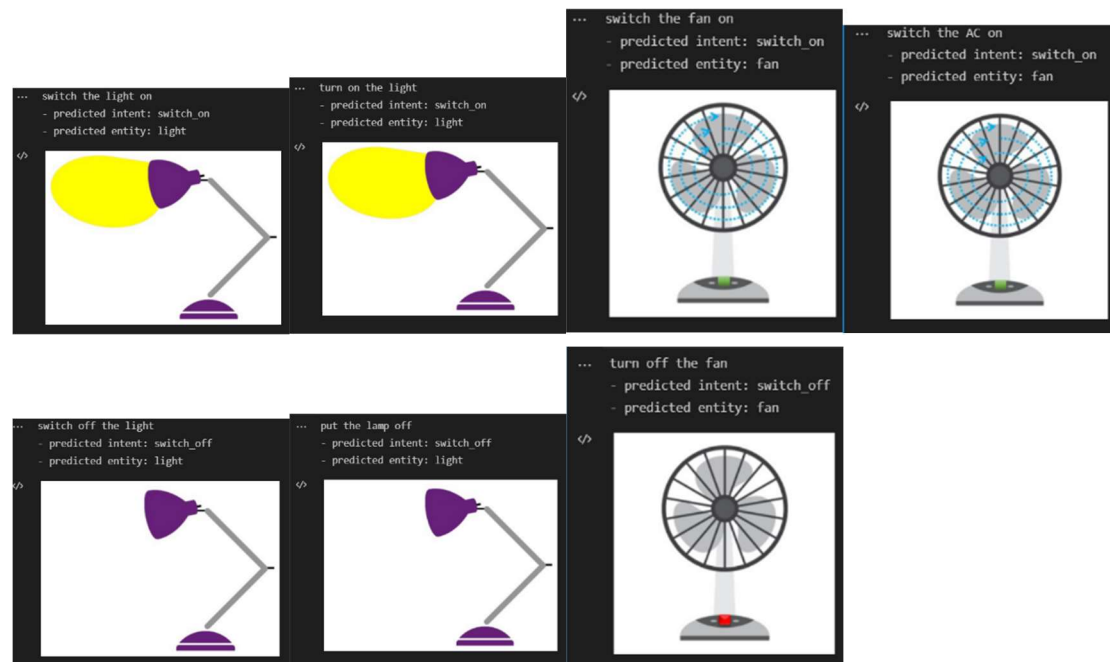 ... switch the light on
- predicted intent: switch_on
- predicted entity: light
</>
... turn on the light
- predicted intent: switch_on
- predicted entity: light
</>
... switch the fan on
- predicted intent: switch_on
- predicted entity: fan
</>
... switch the AC on
- predicted intent: switch_on
- predicted entity: fan
</>
... switch off the light
- predicted intent: switch_off
- predicted entity: light
</>
... put the lamp off
- predicted intent: switch_off
- predicted entity: light
</>
... turn off the fan
- predicted intent: switch_off
- predicted entity: fan
</>